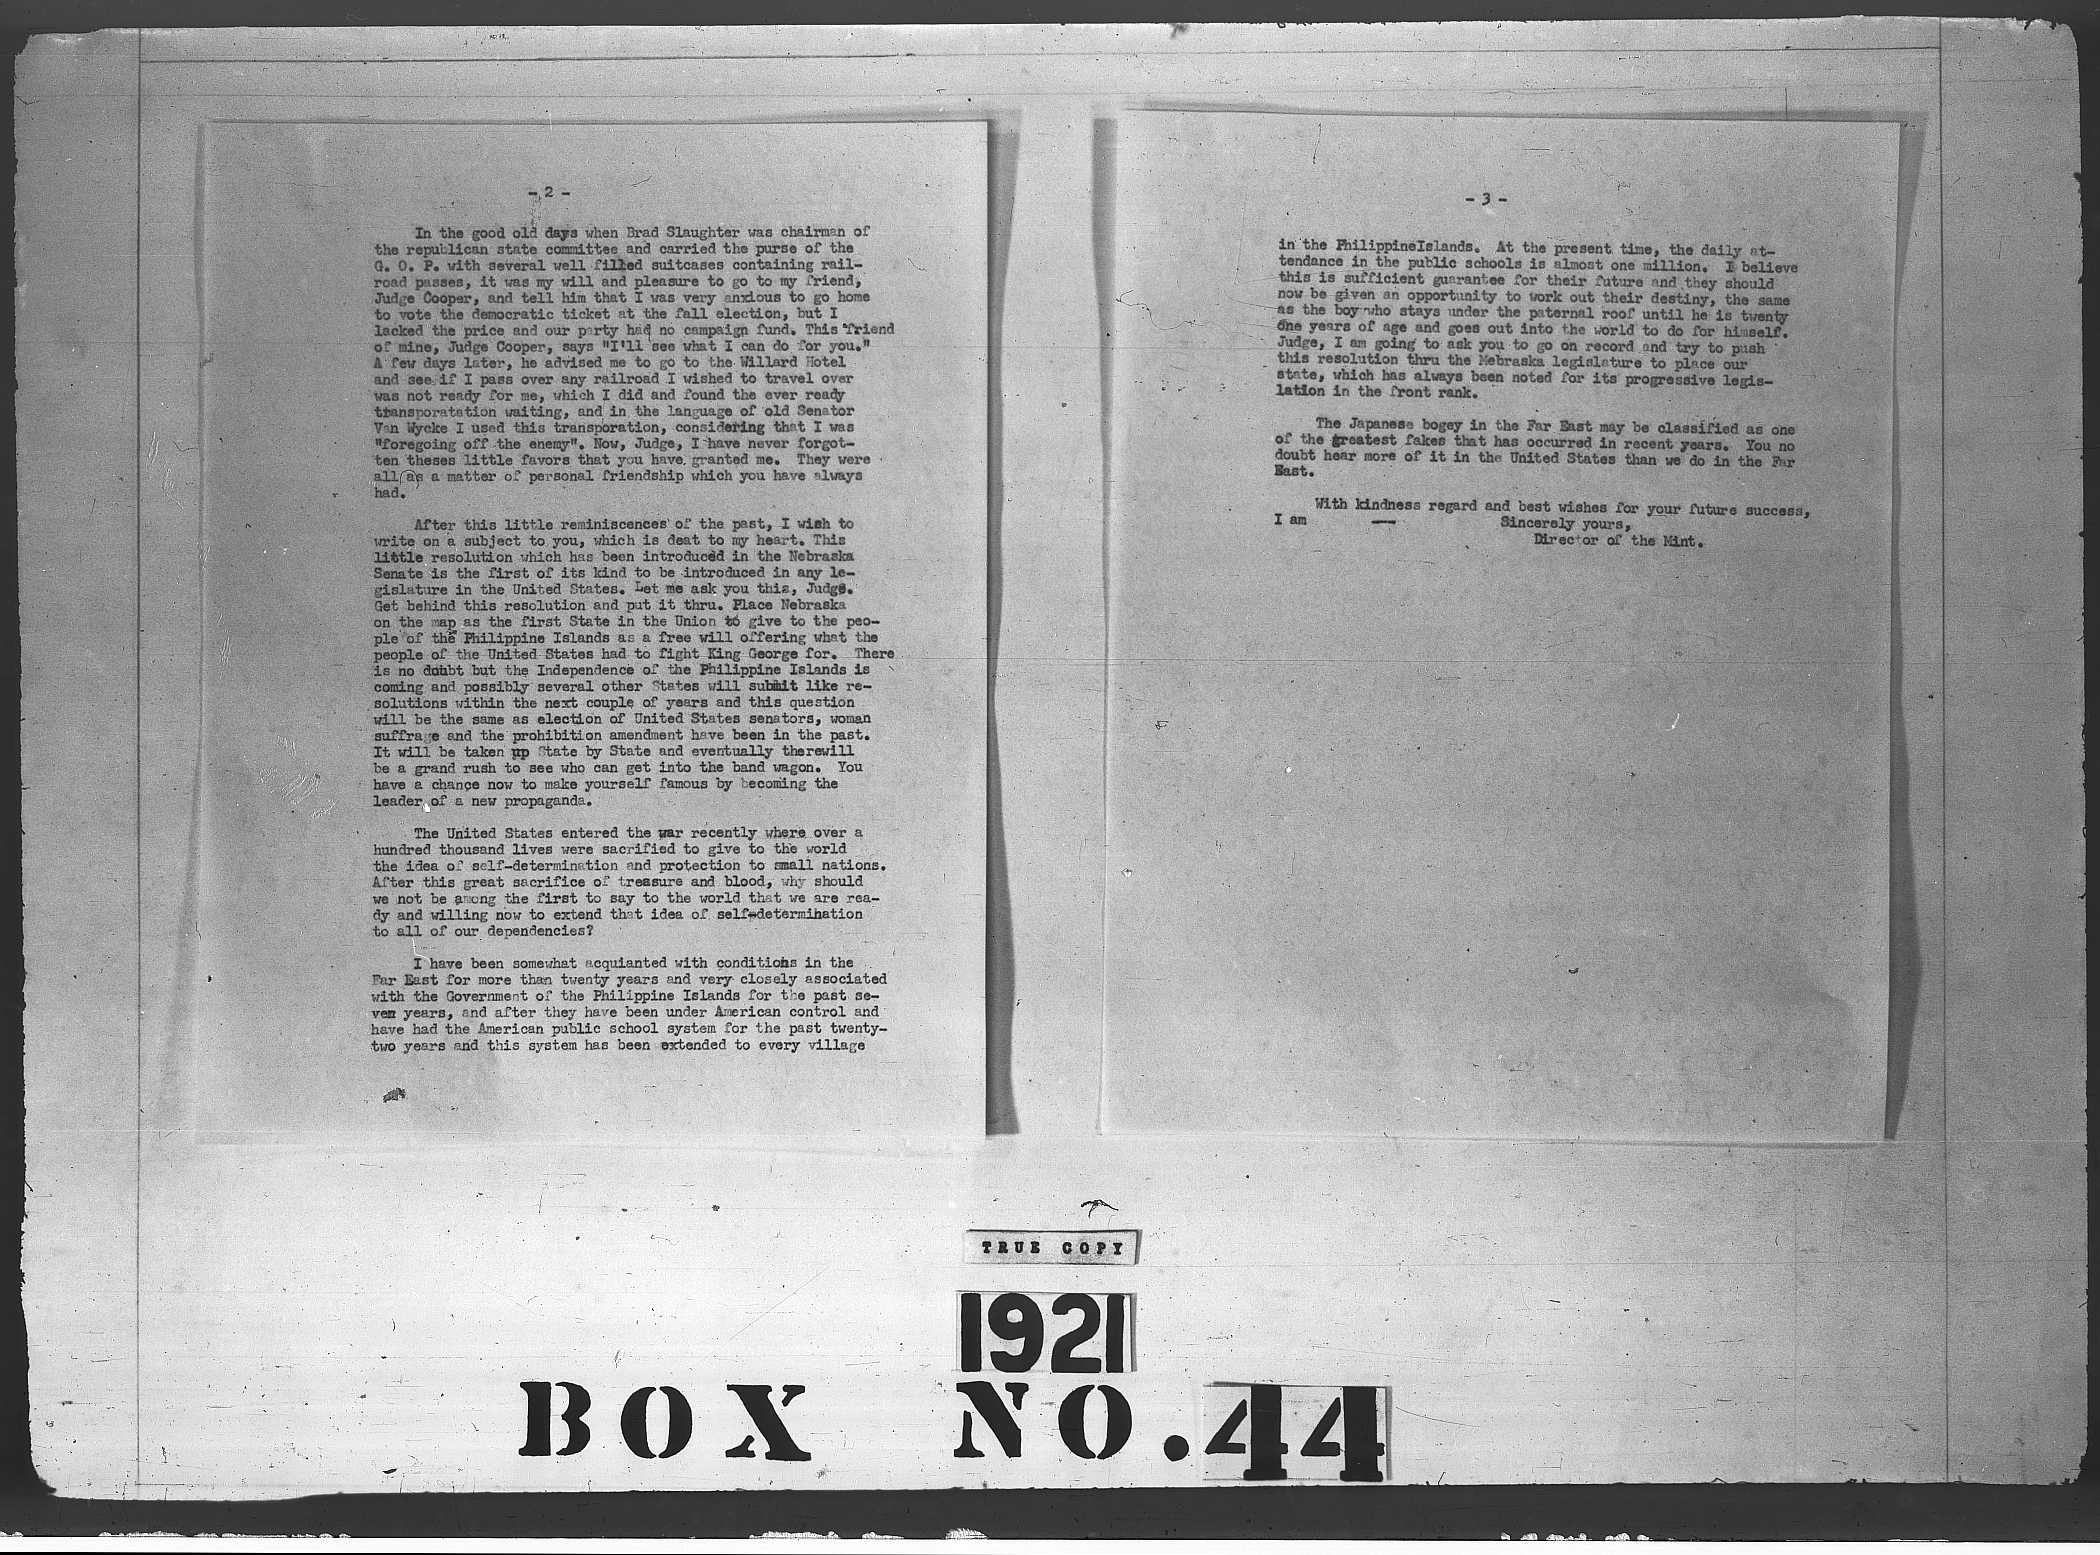 - 2 -
In the good old days when Brad Slaughter was chairman of
the republican state committee and carried the purse of the
G. O. P. with several well filled suitcases containing rail-
road passes, it was my will and pleasure to go to my friend,
Judge Cooper, and tell him that I was very anxious to go home
to vote the democratic ticket at the fall election, but I
lacked the price and our party had no campaign fund. This friend
of mine, Judge Cooper, says "I'll see what I can do for you."
A few days later, he advised me to go to the Willard Hotel
and see if I pass over any railroad I wished to travel over
was not ready for me, which I did and found the ever ready
transporatation waiting, and in the language of old Senator
Van Wycke I used this transporation, considering that I was
"foregoing off the enemy". Now, Judge, I have never forgot-
ten theses little favors that you have granted me. They were
all as a matter of personal friendship which you have always
had.
After this little reminiscences of the past, I wish to
write on a subject to you, which is deat to my heart. This
little resolution which has been introduced in the Nebraska
Senate is the first of its kind to be introduced in any le-
gislature in the United States. Let me ask you this, Judge.
Get behind this resolution and put it thru. Place Nebraska
on the map as the first State in the Union to give to the peo-
ple of the Philippine Islands as a free will offering what the
people of the United States had to fight King George for. There
is no doubt but the Independence of the Philippine Islands is
coming and possibly several other States will submit like re-
solutions within the next couple of years and this question
will be the same as election of United States senators, woman
suffrage and the prohibition amendment have been in the past.
It will be taken up State by State and eventually therewill
be a grand rush to see who can get into the band wagon. You
have a chance now to make yourself famous by becoming the
leader of a new propaganda.
The United States entered the war recently where over a
hundred thousand lives were sacrified to give to the world
the idea of self-determination and protection to small nations.
After this great sacrifice of treasure and blood, why should
we not be among the first to say to the world that we are rea-
dy and willing now to extend that idea of self-determination
to all of our dependencies?
I have been somewhat acquianted with conditions in the
Far East for more than twenty years and very closely associated
with the Government of the Philippine Islands for the past se-
ven years, and after they have been under American control and
have had the American public school system for the past twenty-
two years and this system has been extended to every village
- 3 -
in the PhilippineIslands. At the present time, the daily at-
tendance in the public schools is almost one million. I believe
this is sufficient guarantee for their future and they should
now be given an opportunity to work out their destiny, the same
as the boy who stays under the paternal roof until he is twenty
one years of age and goes out into the world to do for himself.
Judge, I am going to ask you to go on record and try to push
this resolution thru the Nebraska legislature to place our
state, which has always been noted for its progressive legis-
lation in the front rank.
The Japanese bogey in the Far East may be classified as one
of the greatest fakes that has occurred in recent years. You no
doubt hear more of it in the United States than we do in the Far
East.
With kindness regard and best wishes for your future success,
I am — Sincerely yours,
Director of the Mint.
TRUE COPY
1921
BOX NO. 44